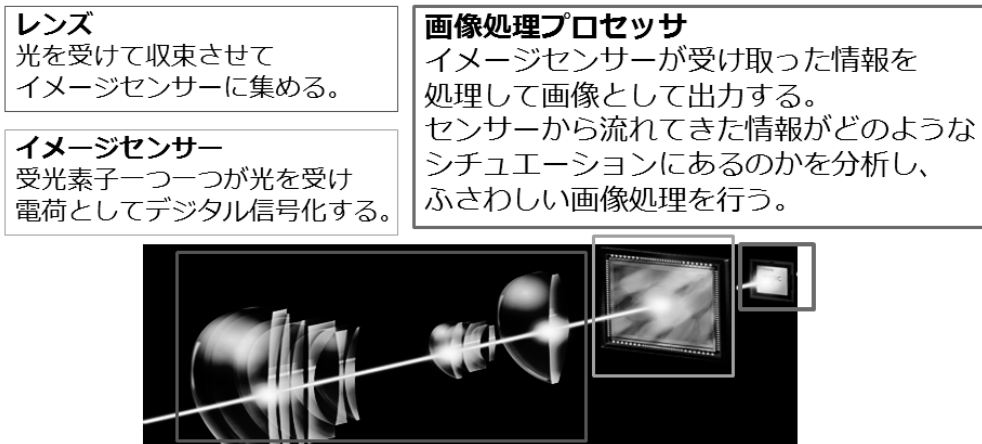 レンズ
光を受けて収束させて
イメージセンサーに集める。
イメージセンサー
受光素子一つ一つが光を受け
電荷としてデジタル信号化する。
画像処理プロセッサ
イメージセンサーが受け取った情報を
処理して画像として出力する。
センサーから流れてきた情報がどのような
シチュエーションにあるのかを分析し、
ふさわしい画像処理を行う。